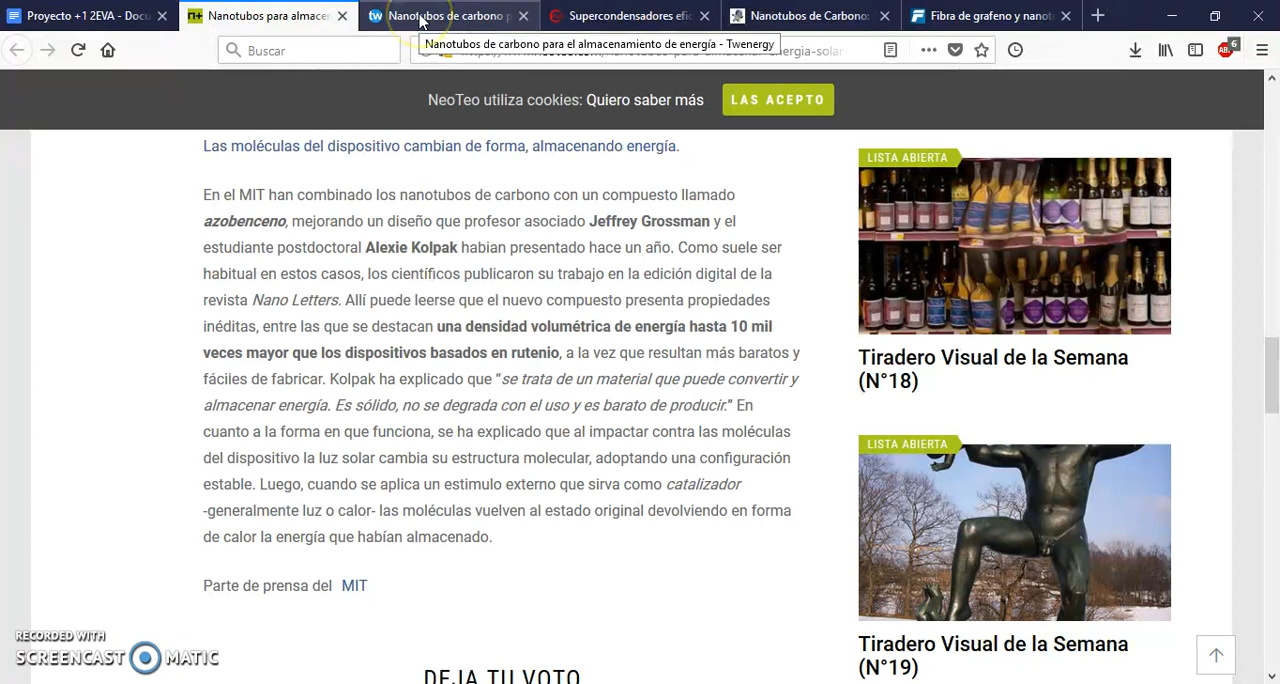 Proyecto +1 2EVA - Docu
Nanotubos para almacen
Nanotubos de carbono p
Supercondensadores efic
Nanotubos de Carbono:
Fibra de grafeno y nanot
Nanotubos de carbono para el almacenamiento de energía - Twenergy
Buscar
energia-solar-
6
NeoTeo utiliza cookies: Quiero saber más
LAS ACEPTO
Las moléculas del dispositivo cambian de forma, almacenando energía.
En el MIT han combinado los nanotubos de carbono con un compuesto llamado
azobenceno, mejorando un diseño que profesor asociado Jeffrey Grossman y el
estudiante postdoctoral Alexie Kolpak habian presentado hace un año. Como suele ser
habitual en estos casos, los científicos publicaron su trabajo en la edición digital de la
revista Nano Letters. Allí puede leerse que el nuevo compuesto presenta propiedades
inéditas, entre las que se destacan una densidad volumétrica de energía hasta 10 mil
veces mayor que los dispositivos basados en rutenio, a la vez que resultan más baratos y
fáciles de fabricar. Kolpak ha explicado que “se trata de un material que puede convertir y
almacenar energía. Es sólido, no se degrada con el uso y es barato de producir.” En
cuanto a la forma en que funciona, se ha explicado que al impactar contra las moléculas
del dispositivo la luz solar cambia su estructura molecular, adoptando una configuración
estable. Luego, cuando se aplica un estimulo externo que sirva como catalizador
-generalmente luz o calor- las moléculas vuelven al estado original devolviendo en forma
de calor la energía que habían almacenado.
Parte de prensa del MIT
DEJA TU VOTO
LISTA ABIERTA
Tiradero Visual de la Semana
(N°18)
LISTA ABIERTA
Tiradero Visual de la Semana
(N°19)
RECORDED WITH
SCREENCAST MATIC